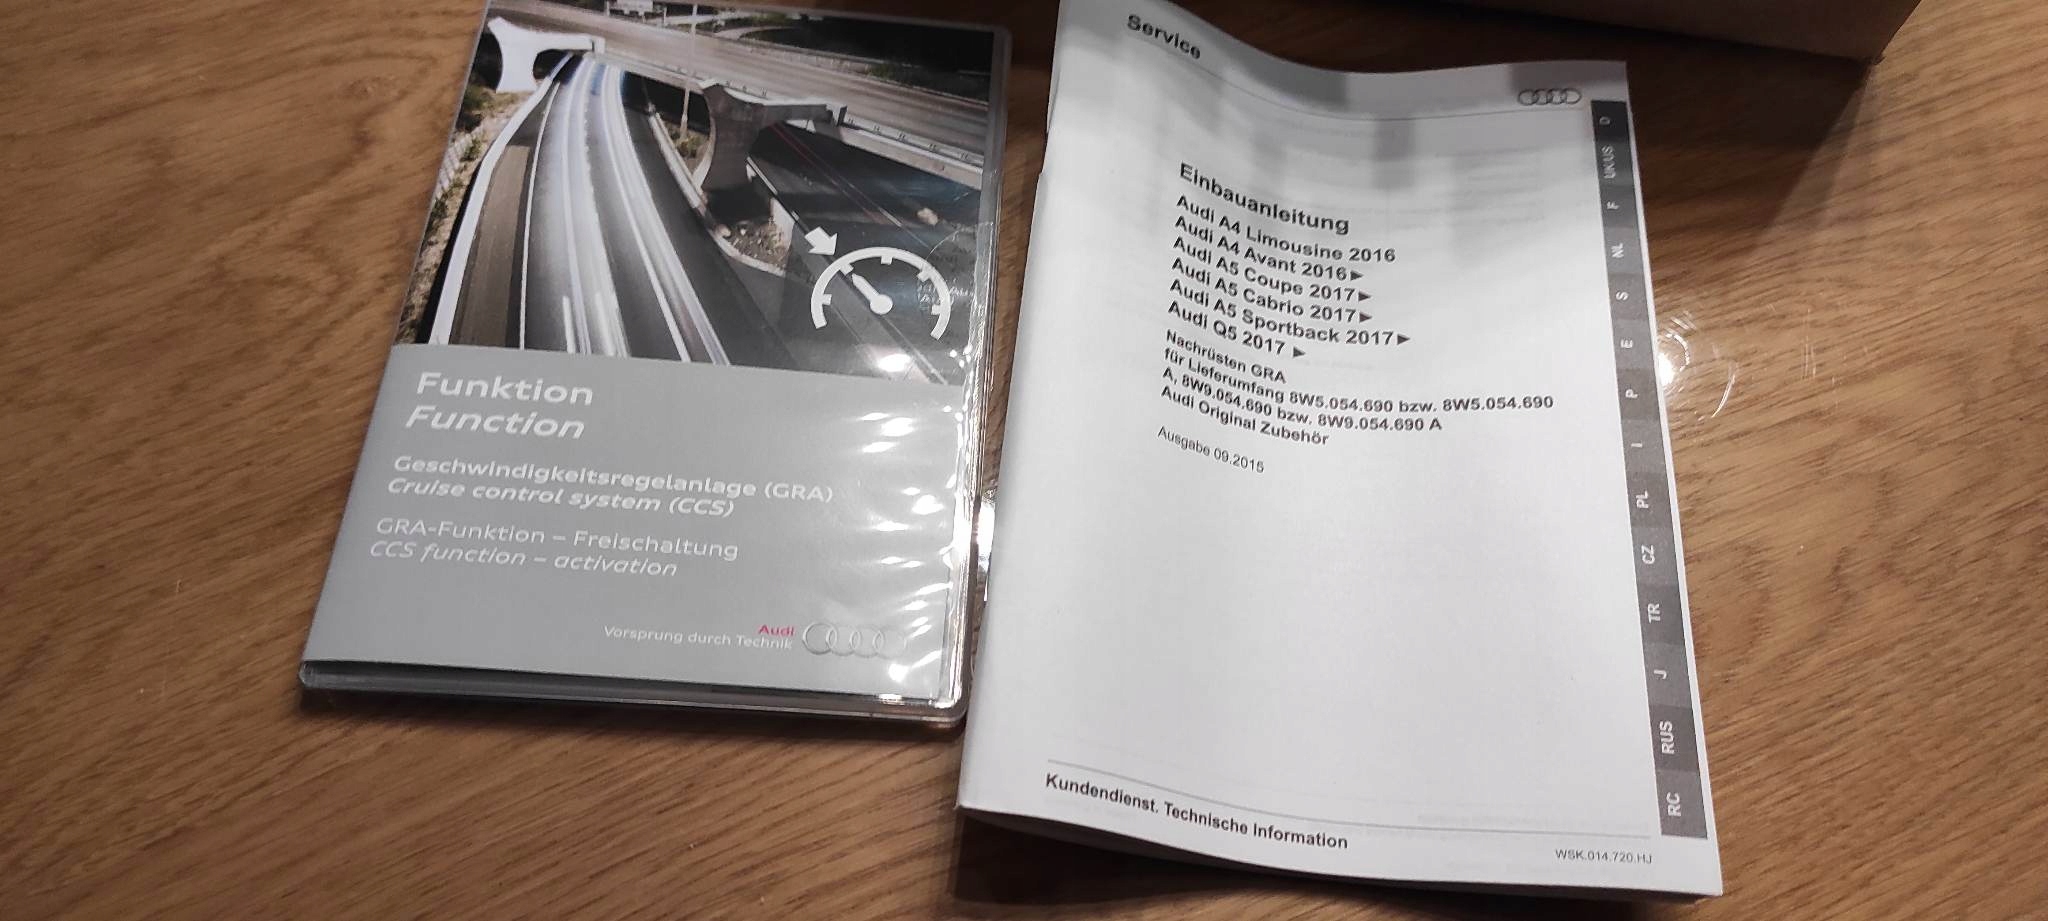 Funktion
Function
Geschwindigkeitsregelanlage (GRA)
Cruise control system (CCS)
GRA-Funktion – Freischaltung
CCS function – activation
Audi
Vorsprung durch Technik
Service
Einbauanleitung
Audi A4 Limousine 2016
Audi A4 Avant 2016►
Audi A5 Coupe 2017►
Audi A5 Cabrio 2017►
Audi A5 Sportback 2017►
Audi Q5 2017 ►
Nachrüsten GRA
für Lieferumfang 8W5.054.690 bzw. 8W5.054.690
A, 8W9.054.690 bzw. 8W9.054.690 A
Audi Original Zubehör
Ausgabe 09.2015
D
UK/US
F
NL
S
E
P
I
PL
CZ
TR
J
RUS
RC
Kundendienst. Technische Information
WSK.014.720.HJ